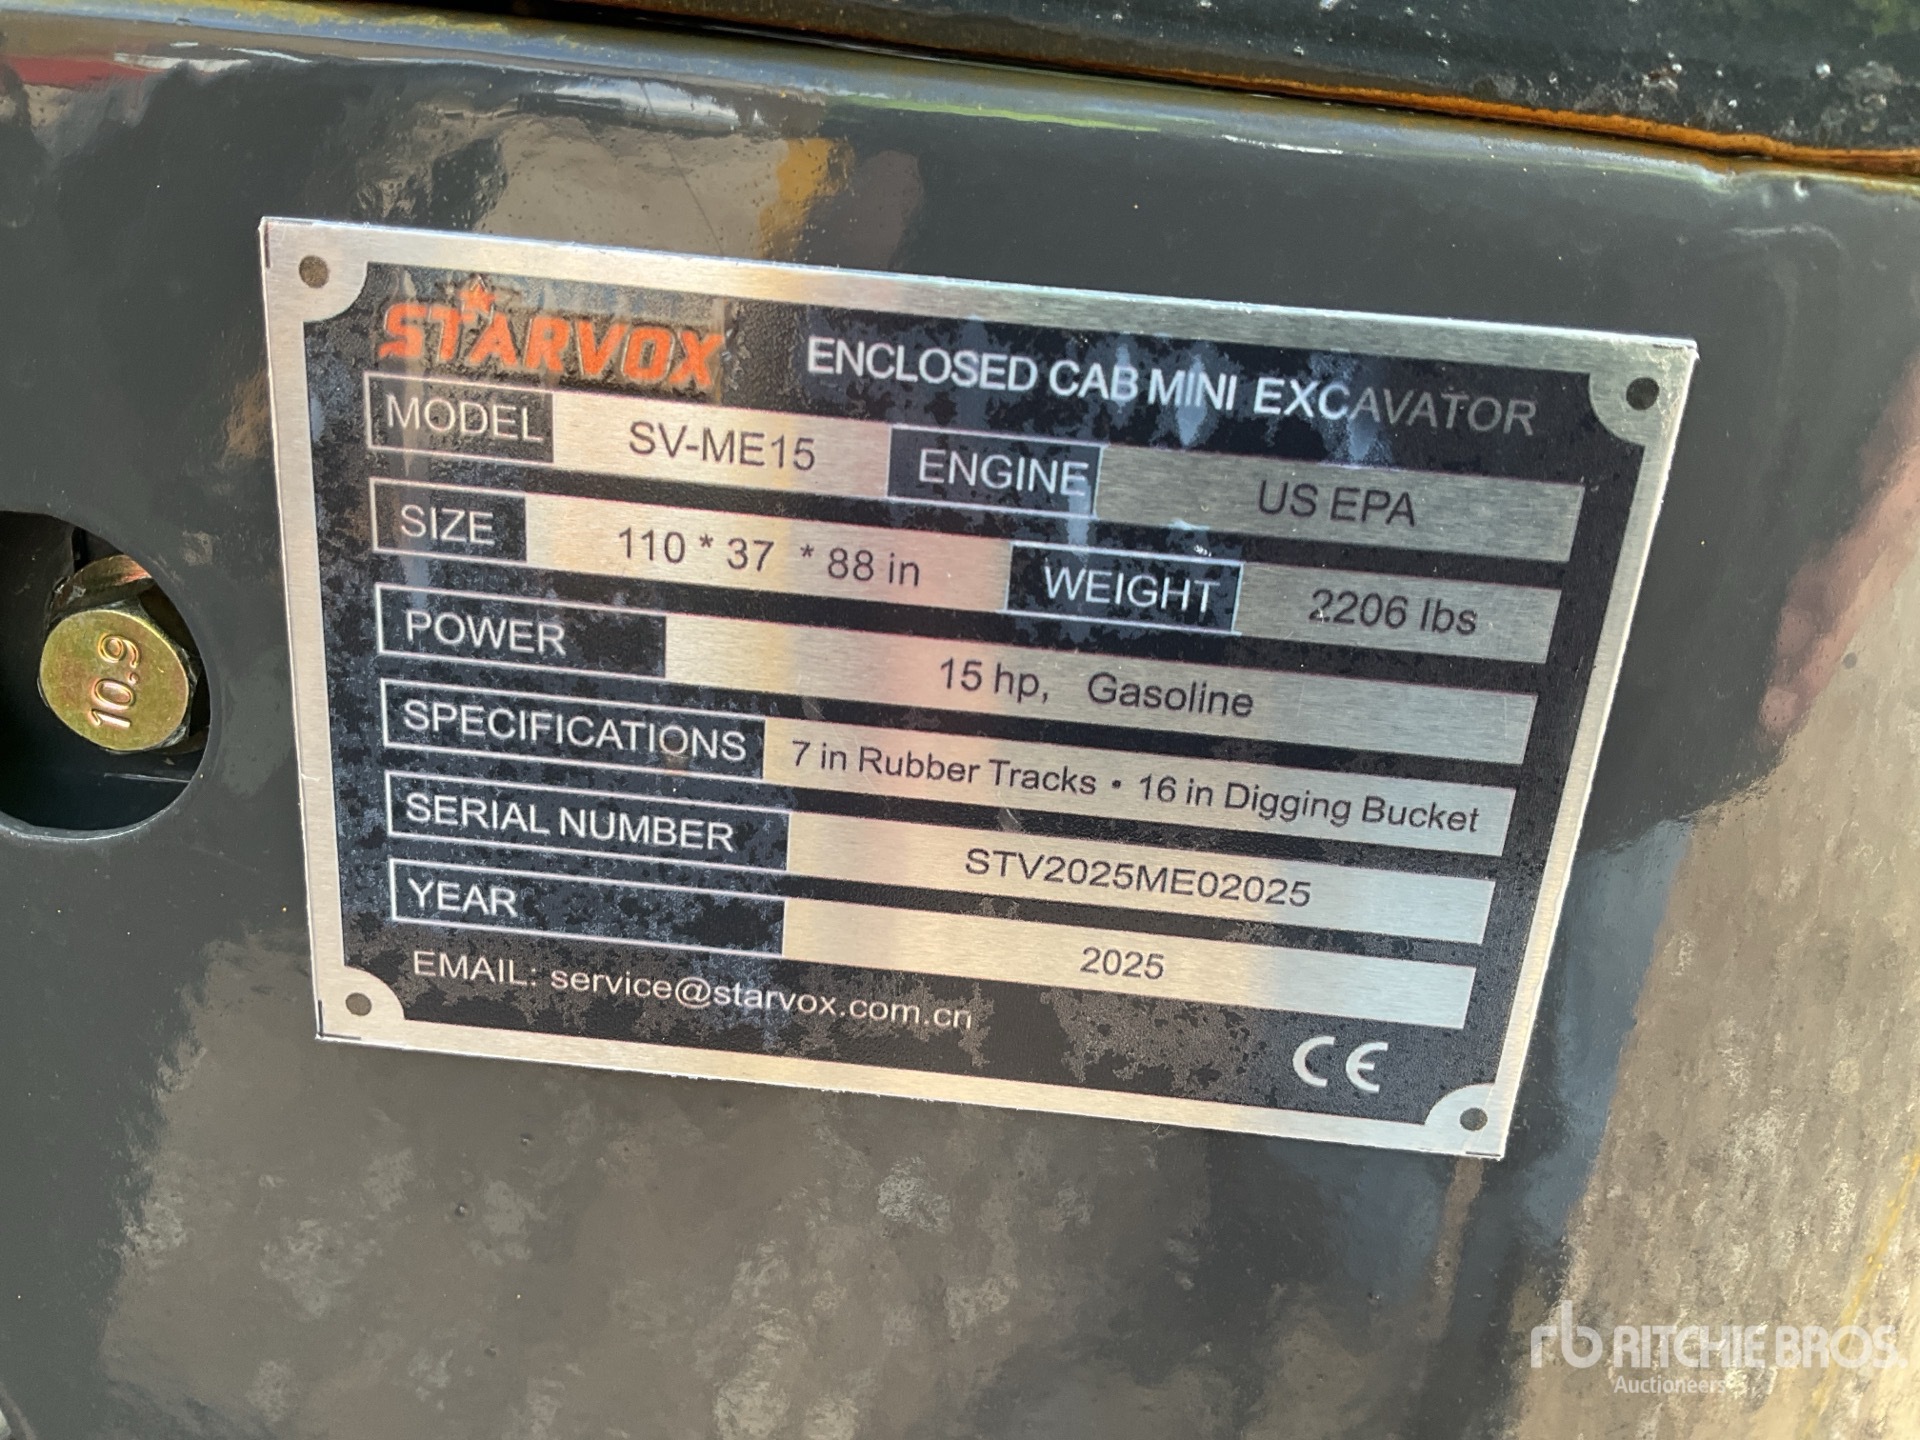 STARVOX ENCLOSED CAB MINI EXCAVATOR
MODEL SV-ME15 ENGINE US EPA
SIZE 110 * 37 * 88 in WEIGHT 2206 lbs
POWER 15 hp, Gasoline
SPECIFICATIONS 7 in Rubber Tracks • 16 in Digging Bucket
SERIAL NUMBER STV2025ME02025
YEAR 2025
EMAIL: service@starvox.com.cn
CE
10.9
rb RITCHIE BROS.
Auctioneers